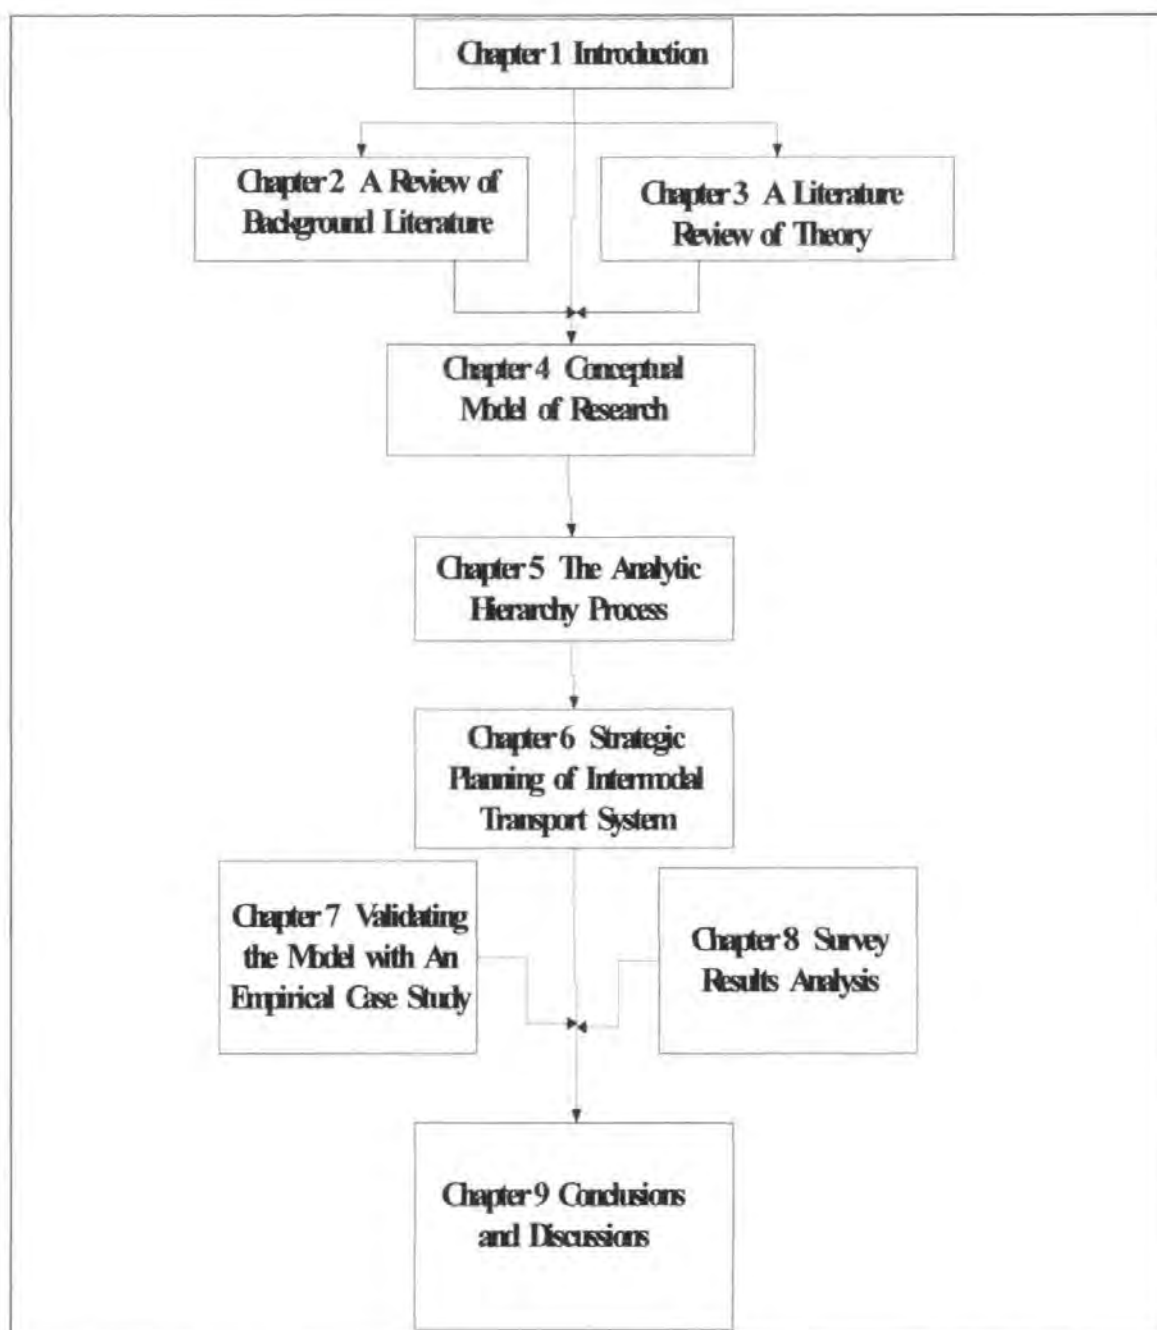 Chapter 1 Introduction
Chapter 2 A Review of
Background Literature
Chapter 3 A Literature
Review of Theory
Chapter 4 Conceptual
Model of Research
Chapter 5 The Analytic
Hierarchy Process
Chapter 6 Strategic
Planning of Intermodal
Transport System
Chapter 7 Validating
the Model with An
Empirical Case Study
Chapter 8 Survey
Results Analysis
Chapter 9 Conclusions
and Discussions